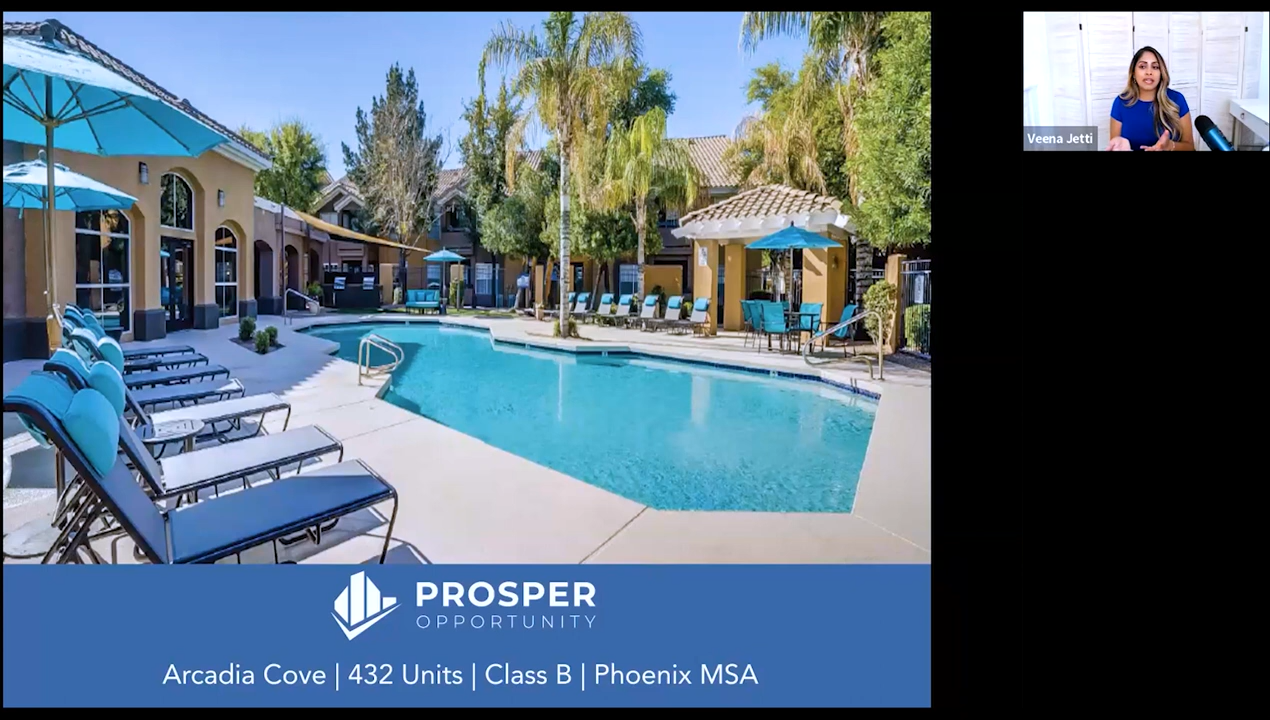 Veena Jetti
PROSPER
OPPORTUNITY
Arcadia Cove | 432 Units | Class B | Phoenix MSA